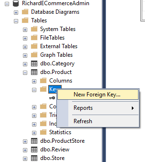 RichardECommerceAdmin
Database Diagrams
Tables
System Tables
FileTables
External Tables
Graph Tables
dbo.Category
dbo.Product
Columns
New Foreign Key...
Reports
Refresh
Statistics
dbo.ProductStore
dbo.Review
dbo.Store